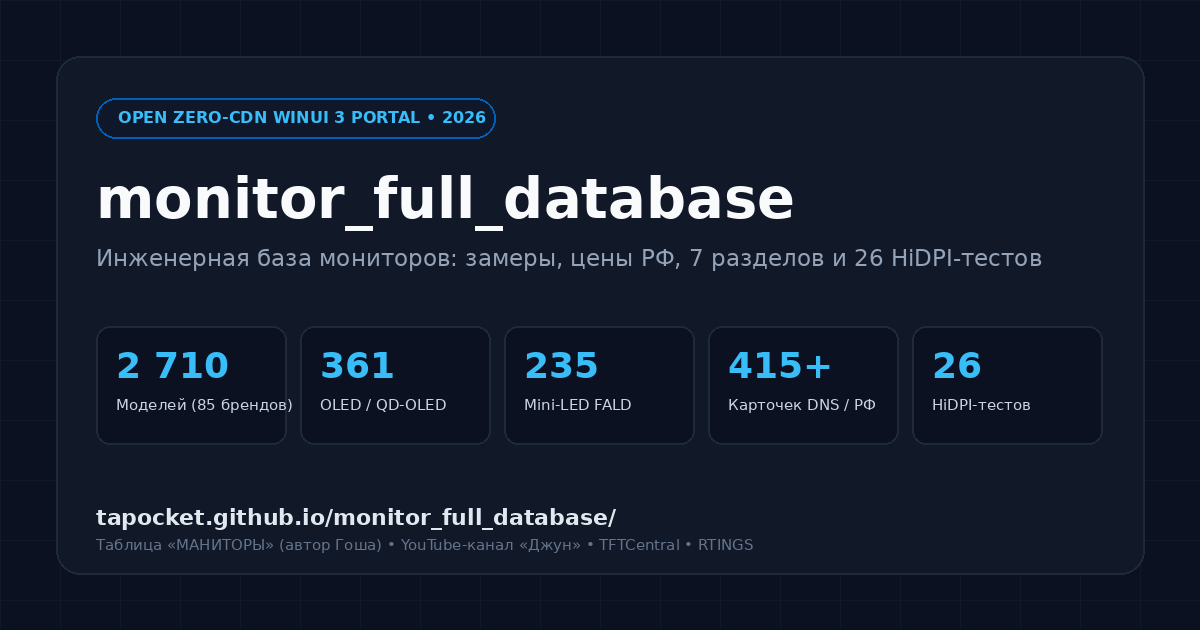 OPEN ZERO-CDN WINUI 3 PORTAL • 2026
monitor_full_database
Инженерная база мониторов: замеры, цены РФ, 7 разделов и 26 HiDPI-тестов
2 710
Моделей (85 брендов)
361
OLED / QD-OLED
235
Mini-LED FALD
415+
Карточек DNS / РФ
26
HiDPI-тестов
tapocket.github.io/monitor_full_database/
Таблица «МАНИТОРЫ» (автор Гоша) • YouTube-канал «Джун» • TFTCentral • RTINGS